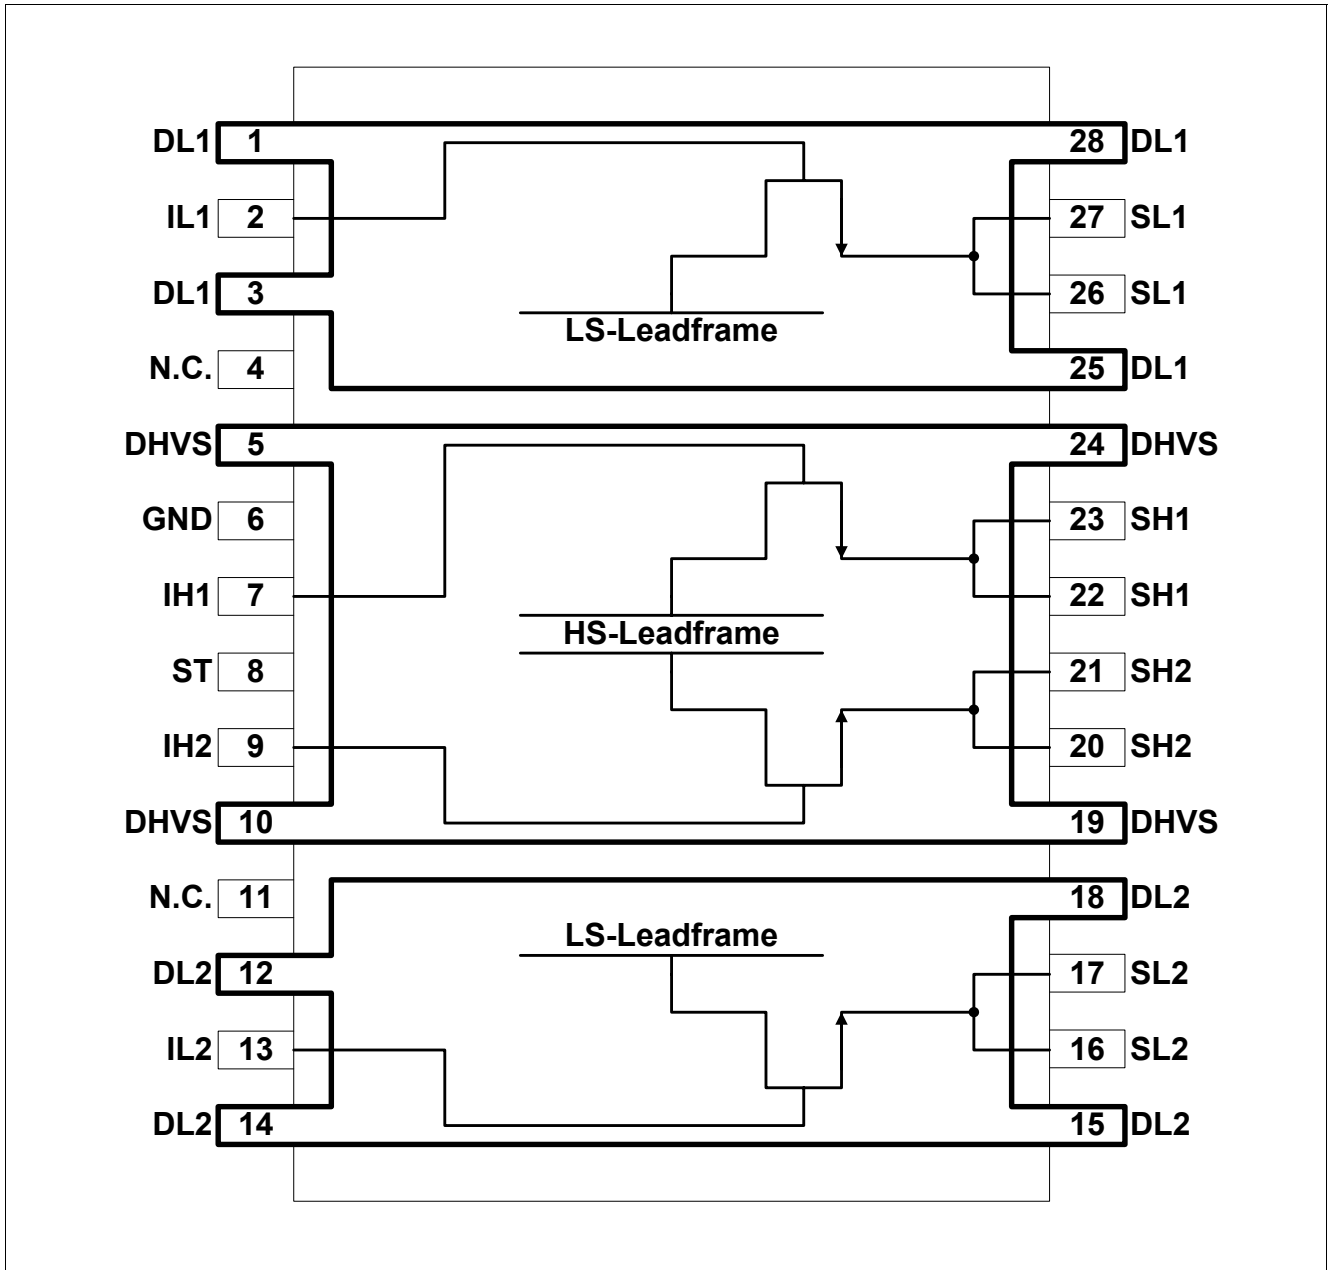 DL1 1 28 DL1
IL1 2 27 SL1
DL1 3 26 SL1
LS-Leadframe
N.C. 4 25 DL1
DHVS 5 24 DHVS
GND 6 23 SH1
IH1 7 22 SH1
HS-Leadframe
ST 8 21 SH2
IH2 9 20 SH2
DHVS 10 19 DHVS
N.C. 11 18 DL2
LS-Leadframe
DL2 12 17 SL2
IL2 13 16 SL2
DL2 14 15 DL2